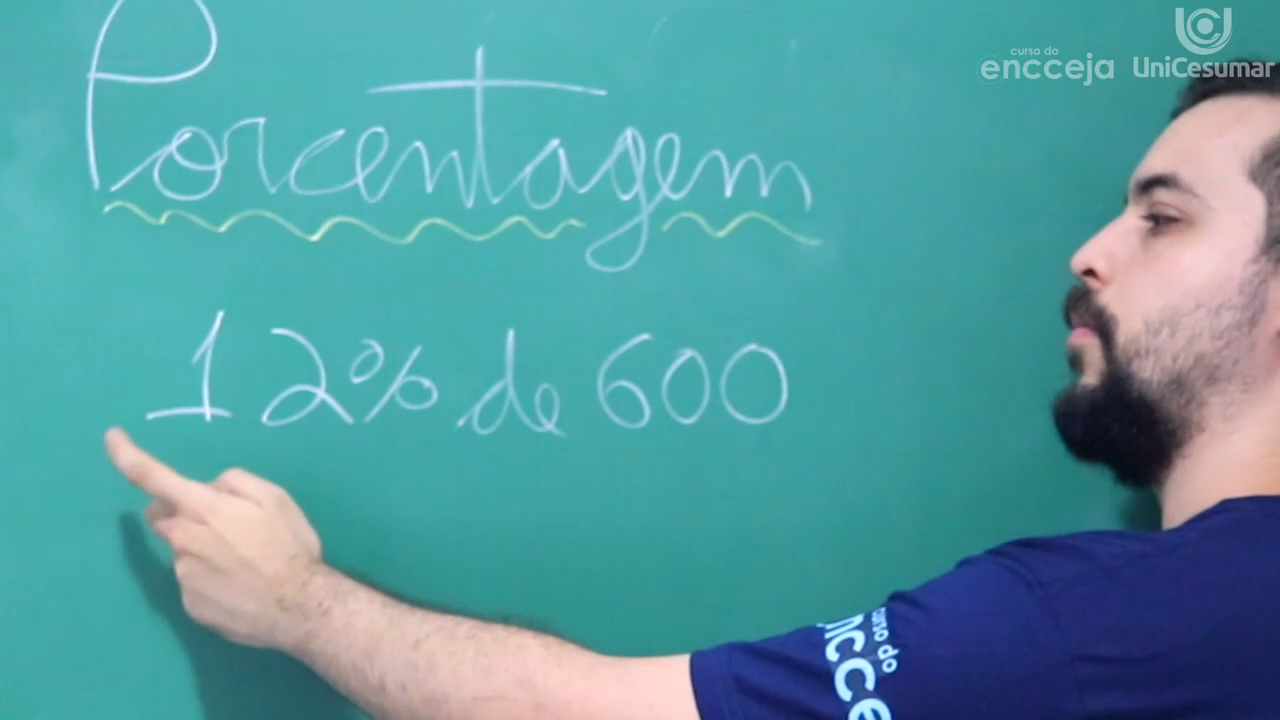 curso do
encceja UniCesumar
Porcentagem
12% de 600
curso do
encce